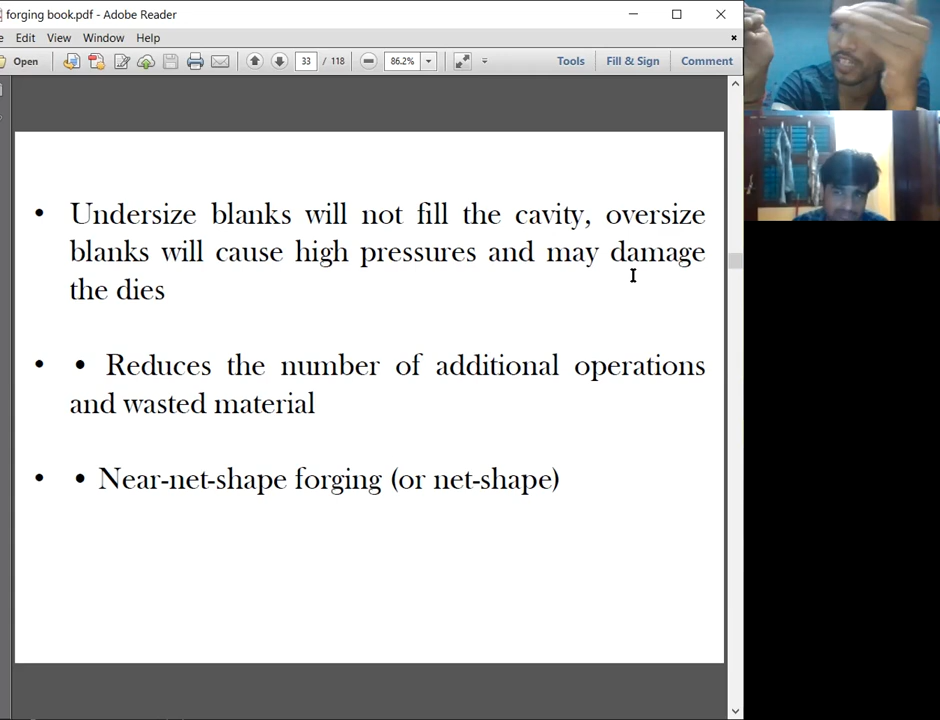 forging book.pdf - Adobe Reader
Edit View Window Help
Open 33 / 118 86.2% Tools Fill & Sign Comment
• Undersize blanks will not fill the cavity, oversize
blanks will cause high pressures and may damage
the dies
• • Reduces the number of additional operations
and wasted material
• • Near-net-shape forging (or net-shape)